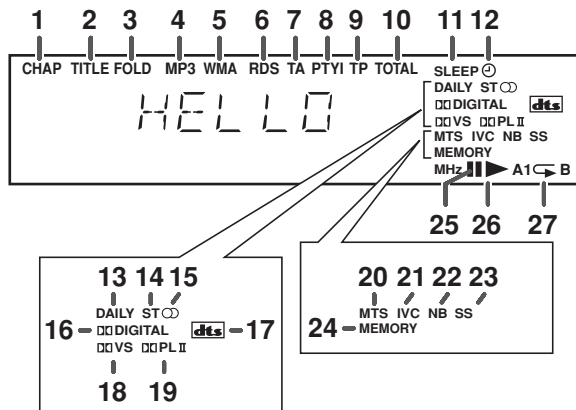 1 2 3 4 5 6 7 8 9 10 11 12
CHAP TITLE FOLD MP3 WMA RDS TA PTYI TP TOTAL SLEEP
DAILY ST
HELLO
DIGITAL dts
VS PL II
MTS IVC NB SS
MEMORY
MHz A1 B
25 26 27
13 14 15
DAILY ST
16 DIGITAL dts 17
VS PL II
18 19
20 21 22 23
MTS IVC NB SS
24 MEMORY